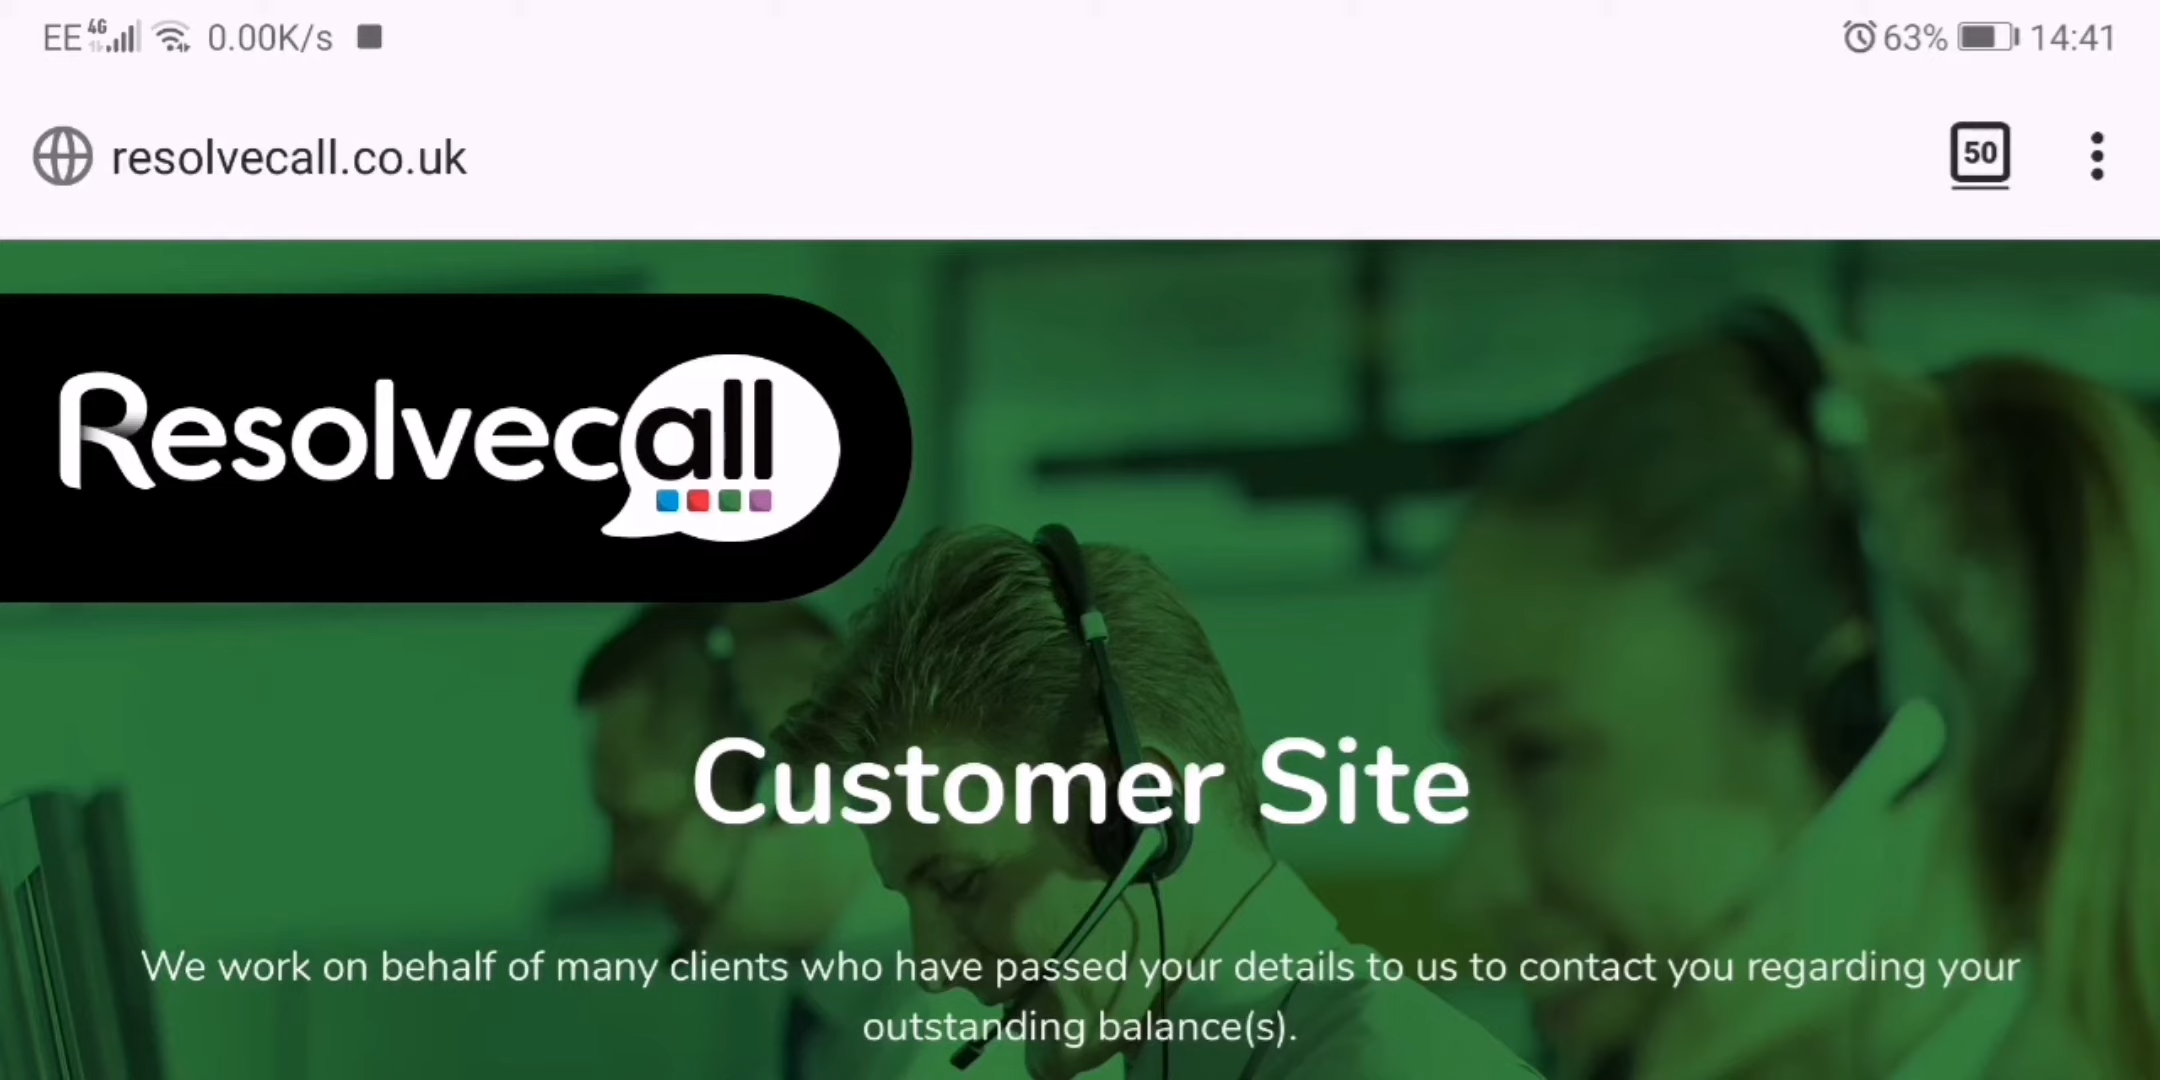 EE 4G 0.00K/s 63% 14:41
resolvecall.co.uk 50
Resolvecall
Customer Site
We work on behalf of many clients who have passed your details to us to contact you regarding your
outstanding balance(s).